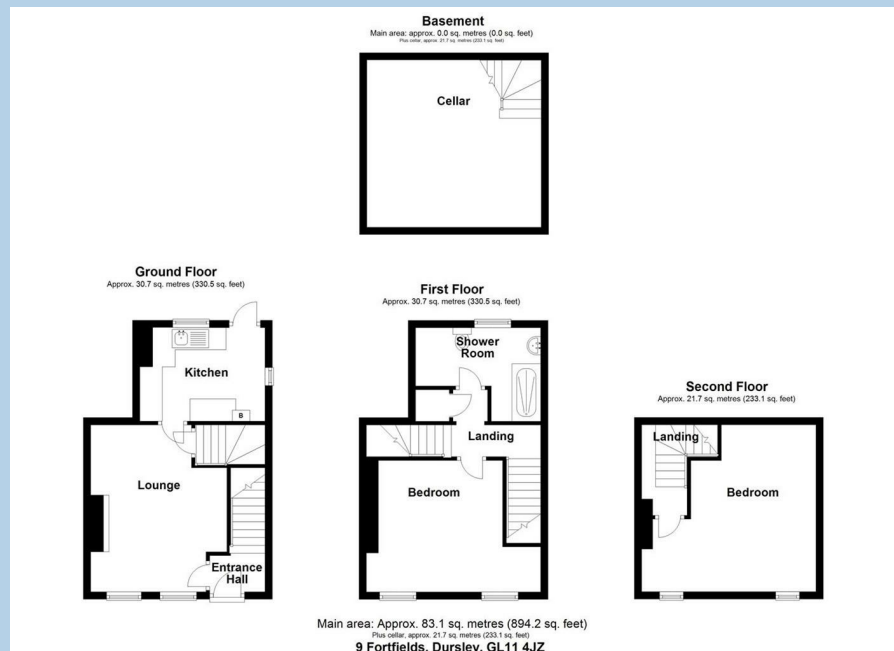 Basement
Main area: approx. 0.0 sq. metres (0.0 sq. feet)
Plus cellar, approx. 21.7 sq. metres (233.1 sq. feet)
Cellar
Ground Floor
Approx. 30.7 sq. metres (330.5 sq. feet)
Kitchen
B
Lounge
Entrance
Hall
First Floor
Approx. 30.7 sq. metres (330.5 sq. feet)
Shower
Room
Landing
Bedroom
Second Floor
Approx. 21.7 sq. metres (233.1 sq. feet)
Landing
Bedroom
Main area: Approx. 83.1 sq. metres (894.2 sq. feet)
Plus cellar, approx. 21.7 sq. metres (233.1 sq. feet)
9 Fortfields, Dursley, GL11 4JZ